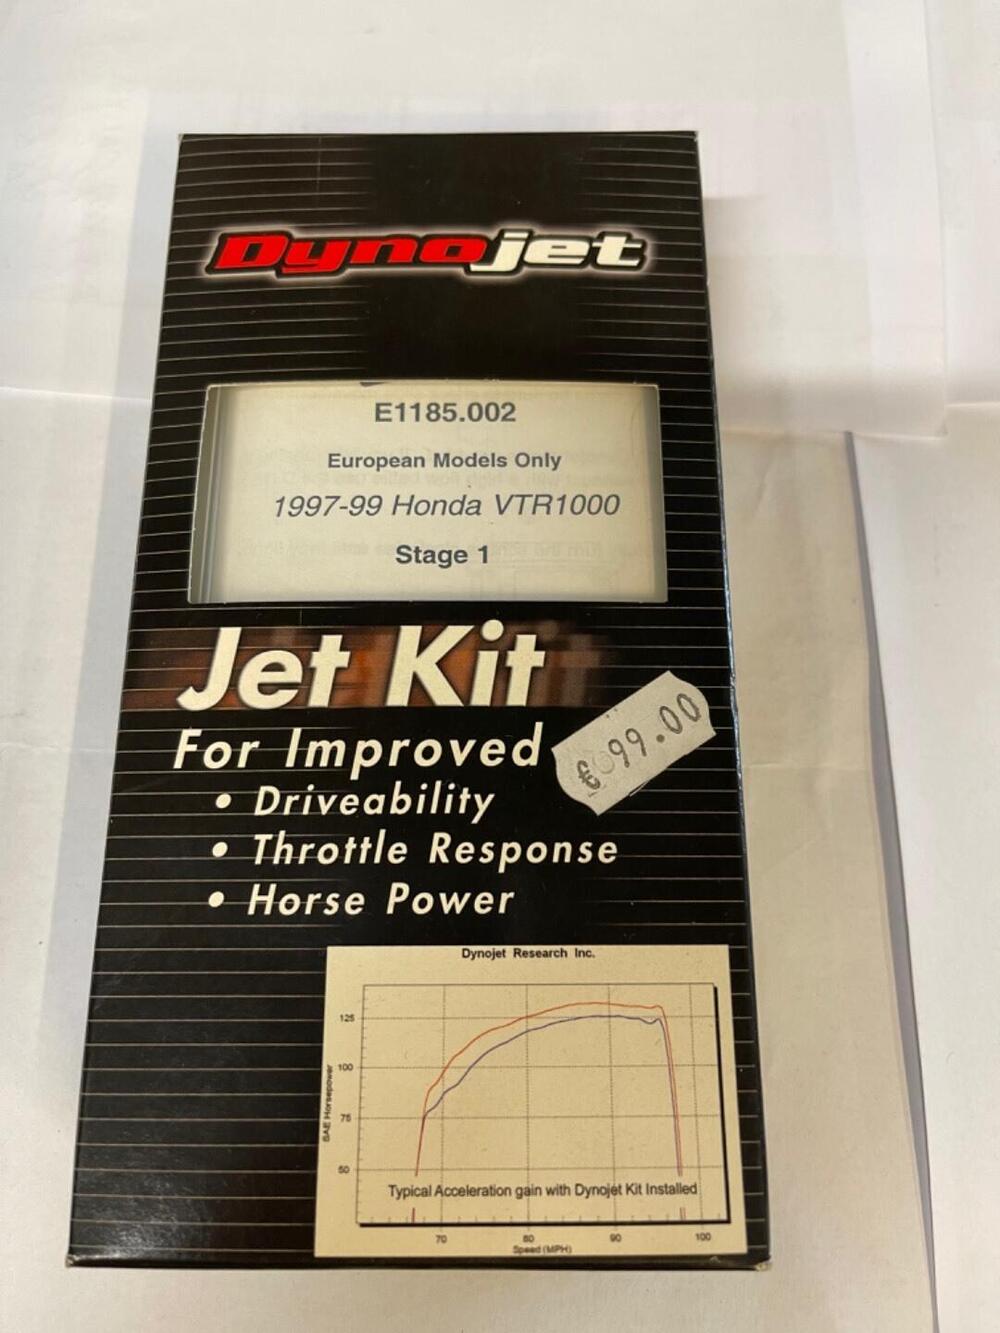 Dynojet
E1185.002
European Models Only
1997-99 Honda VTR1000
Stage 1
Jet Kit
For Improved
€ 99.00
• Driveability
• Throttle Response
• Horse Power
Dynojet Research Inc.
125
100
75
50
SAE Horsepower
Typical Acceleration gain with Dynojet Kit Installed
70 80 90 100
Speed (MPH)